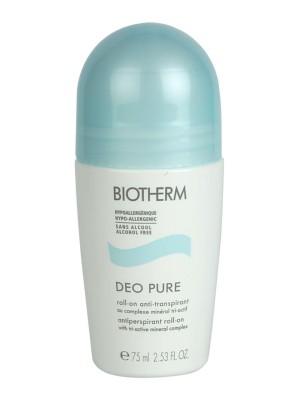 BIOTHERM
HYPOALLERGÉNIQUE
HYPO-ALLERGENIC
SANS ALCOOL
ALCOHOL FREE
DEO PURE
roll-on anti-transpirant
au complexe minéral tri-actif
antiperspirant roll-on
with tri-active mineral complex
e 75 ml 2.53 FL.OZ.